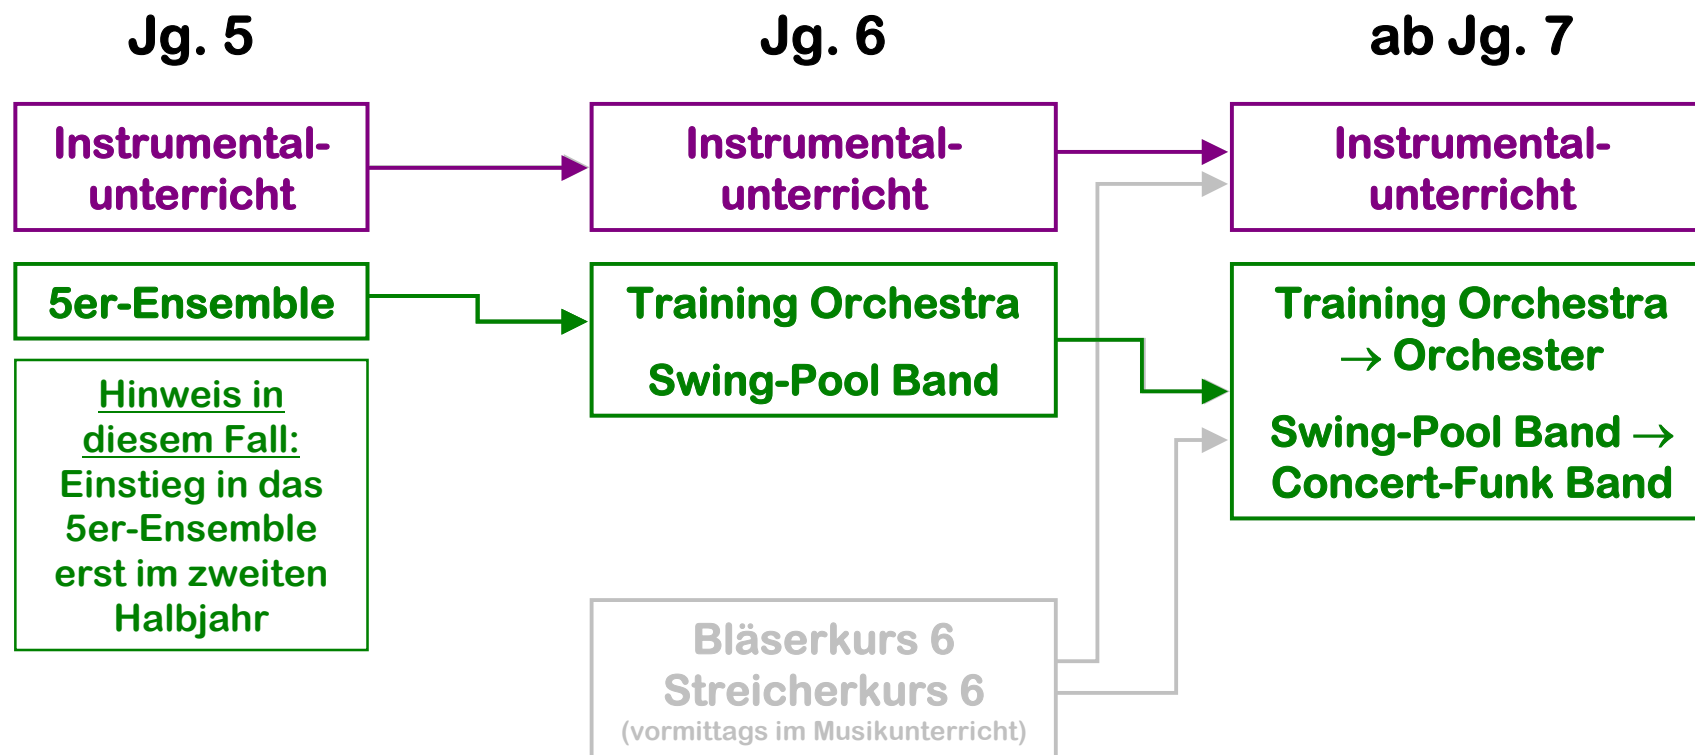 Jg. 5
Jg. 6
ab Jg. 7
Instrumental-
unterricht
Instrumental-
unterricht
Instrumental-
unterricht
5er-Ensemble
Training Orchestra
Swing-Pool Band
Training Orchestra
→ Orchester
Swing-Pool Band →
Concert-Funk Band
Hinweis in
diesem Fall:
Einstieg in das
5er-Ensemble
erst im zweiten
Halbjahr
Bläserkurs 6
Streicherkurs 6
(vormittags im Musikunterricht)